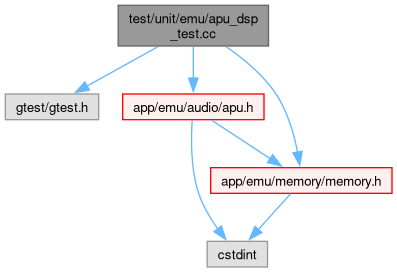 test/unit/emu/apu_dsp
_test.cc
gtest/gtest.h
app/emu/audio/apu.h
app/emu/memory/memory.h
cstdint